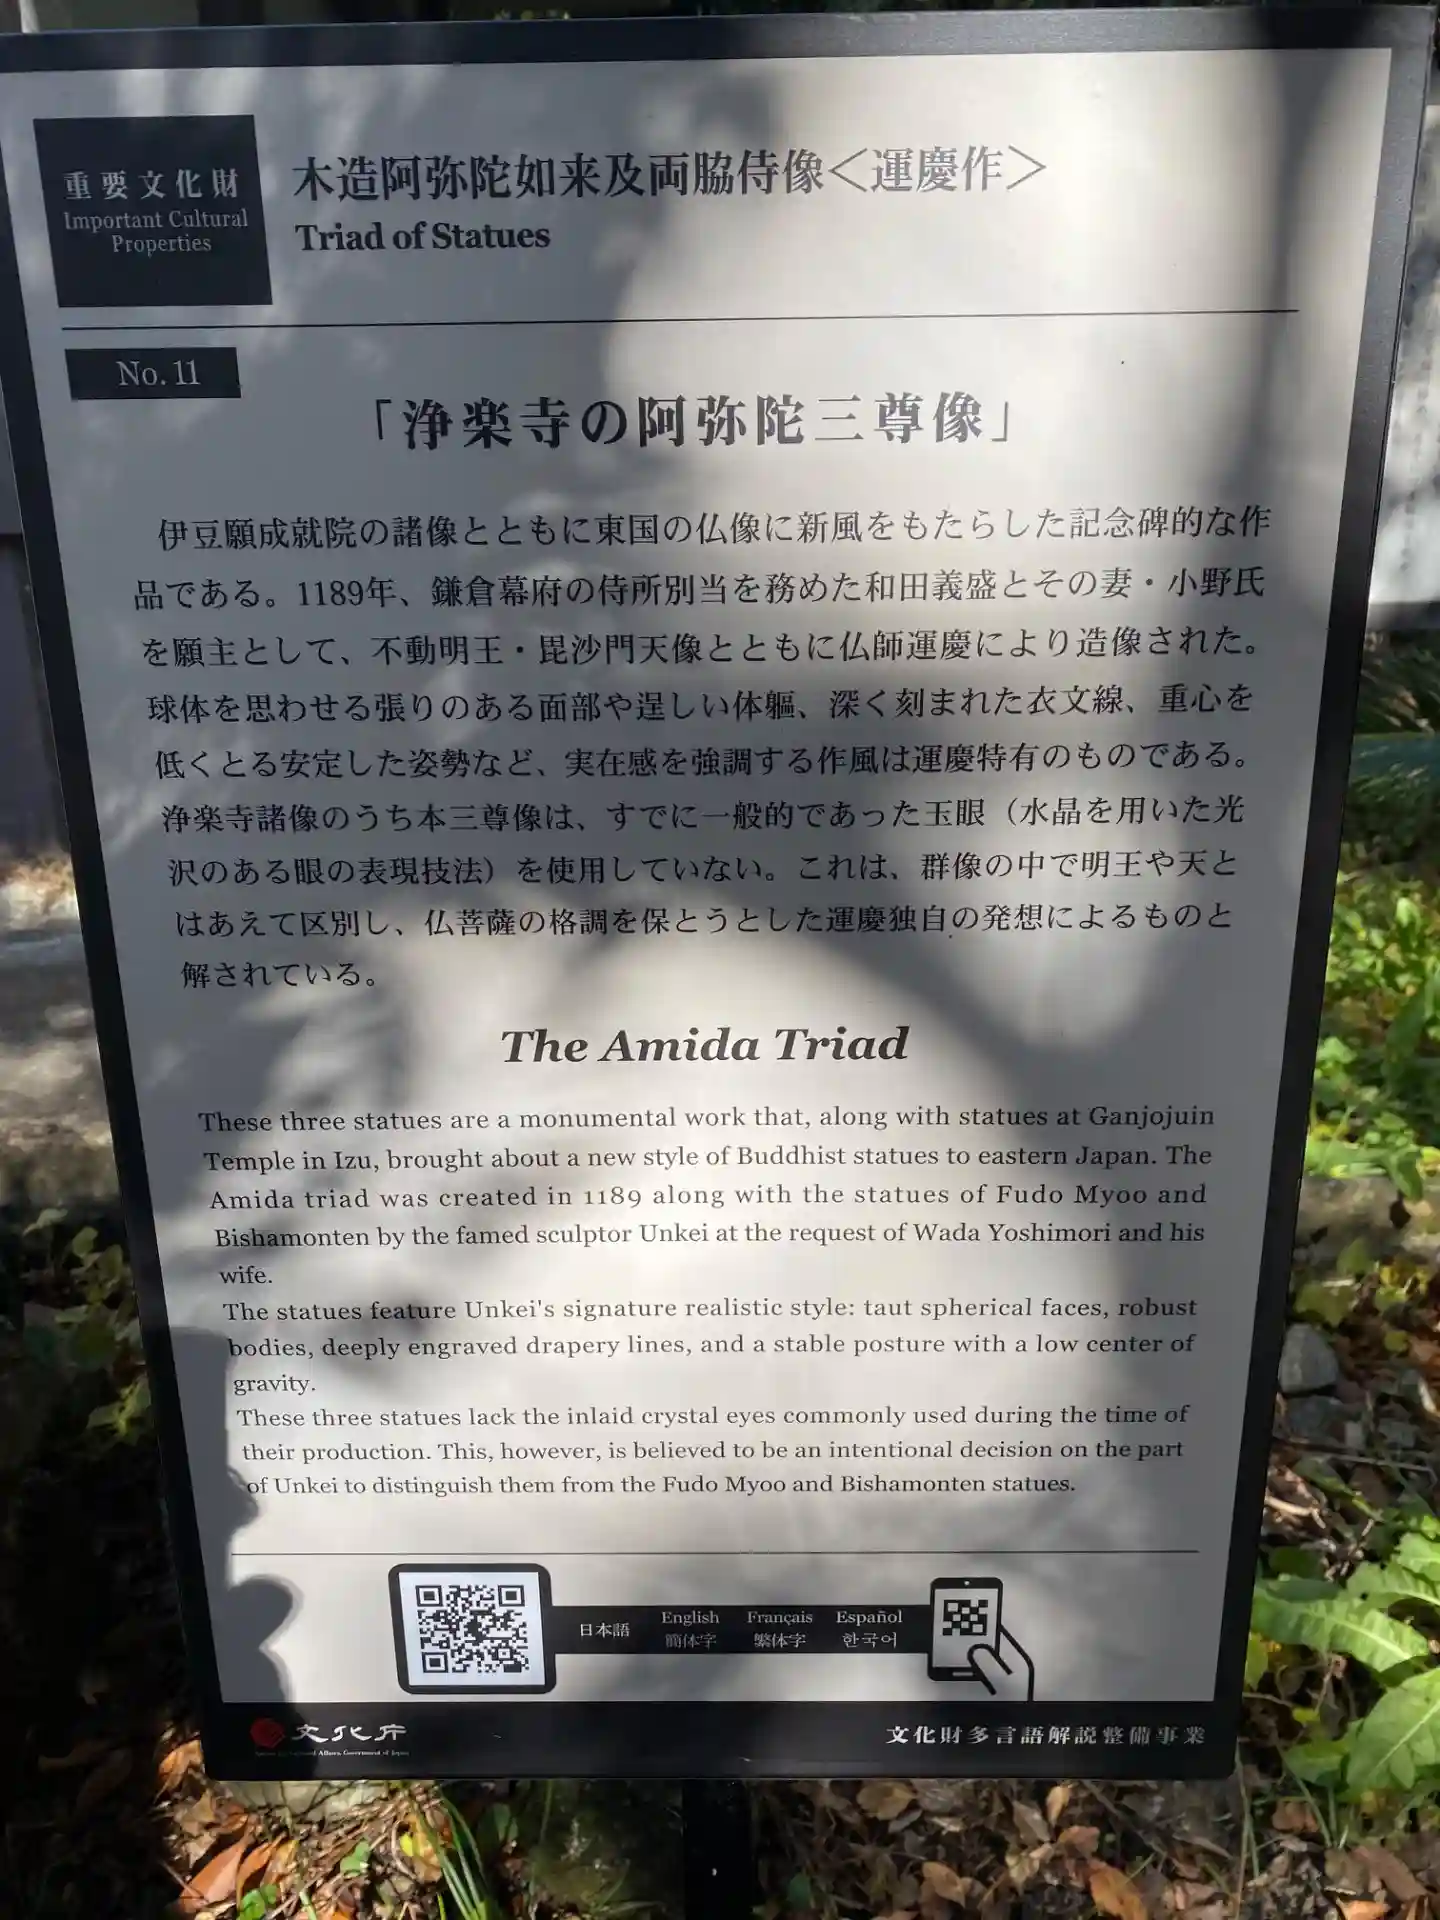 重要文化財
Important Cultural
Properties
木造阿弥陀如来及両脇侍像＜運慶作＞
Triad of Statues
No. 11
「浄楽寺の阿弥陀三尊像」
伊豆願成就院の諸像とともに東国の仏像に新風をもたらした記念碑的な作
品である。1189年、鎌倉幕府の侍所別当を務めた和田義盛とその妻・小野氏
を願主として、不動明王・毘沙門天像とともに仏師運慶により造像された。
球体を思わせる張りのある面部や逞しい体軀、深く刻まれた衣文線、重心を
低くとる安定した姿勢など、実在感を強調する作風は運慶特有のものである。
浄楽寺諸像のうち本三尊像は、すでに一般的であった玉眼（水晶を用いた光
沢のある眼の表現技法）を使用していない。これは、群像の中で明王や天と
はあえて区別し、仏菩薩の格調を保とうとした運慶独自の発想によるものと
解されている。
The Amida Triad
These three statues are a monumental work that, along with statues at Ganjojuin
Temple in Izu, brought about a new style of Buddhist statues to eastern Japan. The
Amida triad was created in 1189 along with the statues of Fudo Myoo and
Bishamonten by the famed sculptor Unkei at the request of Wada Yoshimori and his
wife.
The statues feature Unkei's signature realistic style: taut spherical faces, robust
bodies, deeply engraved drapery lines, and a stable posture with a low center of
gravity.
These three statues lack the inlaid crystal eyes commonly used during the time of
their production. This, however, is believed to be an intentional decision on the part
of Unkei to distinguish them from the Fudo Myoo and Bishamonten statues.
日本語 English Français Español
簡体字 繁体字 한국어
文化庁
Affairs, Government of Japan
文化財多言語解説整備事業